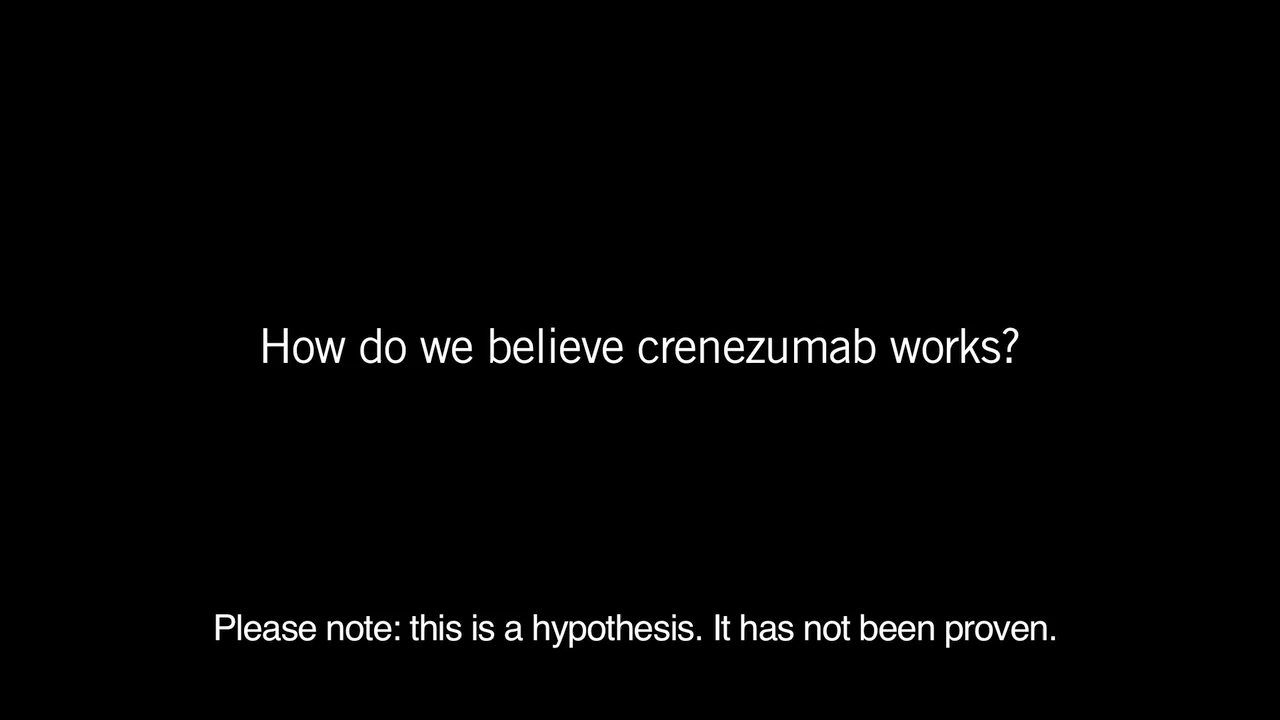 How do we believe crenezumab works?
Please note: this is a hypothesis. It has not been proven.